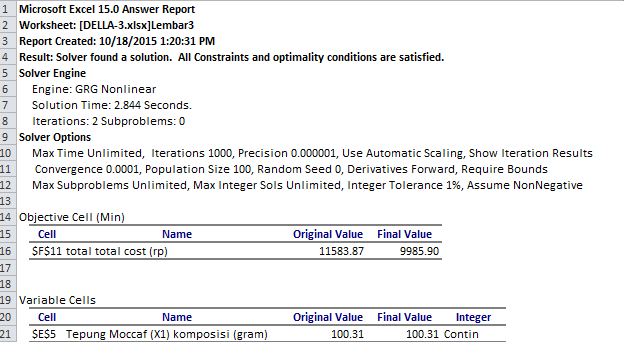 1 Microsoft Excel 15.0 Answer Report
2 Worksheet: [DELLA-3.xlsx]Lembar3
3 Report Created: 10/18/2015 1:20:31 PM
4 Result: Solver found a solution.  All Constraints and optimality conditions are satisfied.
5 Solver Engine
6 Engine: GRG Nonlinear
7 Solution Time: 2.844 Seconds.
8 Iterations: 2 Subproblems: 0
9 Solver Options
10 Max Time Unlimited,  Iterations 1000, Precision 0.000001, Use Automatic Scaling, Show Iteration Results
11 Convergence 0.0001, Population Size 100, Random Seed 0, Derivatives Forward, Require Bounds
12 Max Subproblems Unlimited, Max Integer Sols Unlimited, Integer Tolerance 1%, Assume NonNegative
13
14 Objective Cell (Min)
15 Cell Name Original Value Final Value
16 $F$11 total total cost (rp) 11583.87 9985.90
17
18
19 Variable Cells
20 Cell Name Original Value Final Value Integer
21 $E$5 Tepung Moccaf (X1) komposisi (gram) 100.31 100.31 Contin